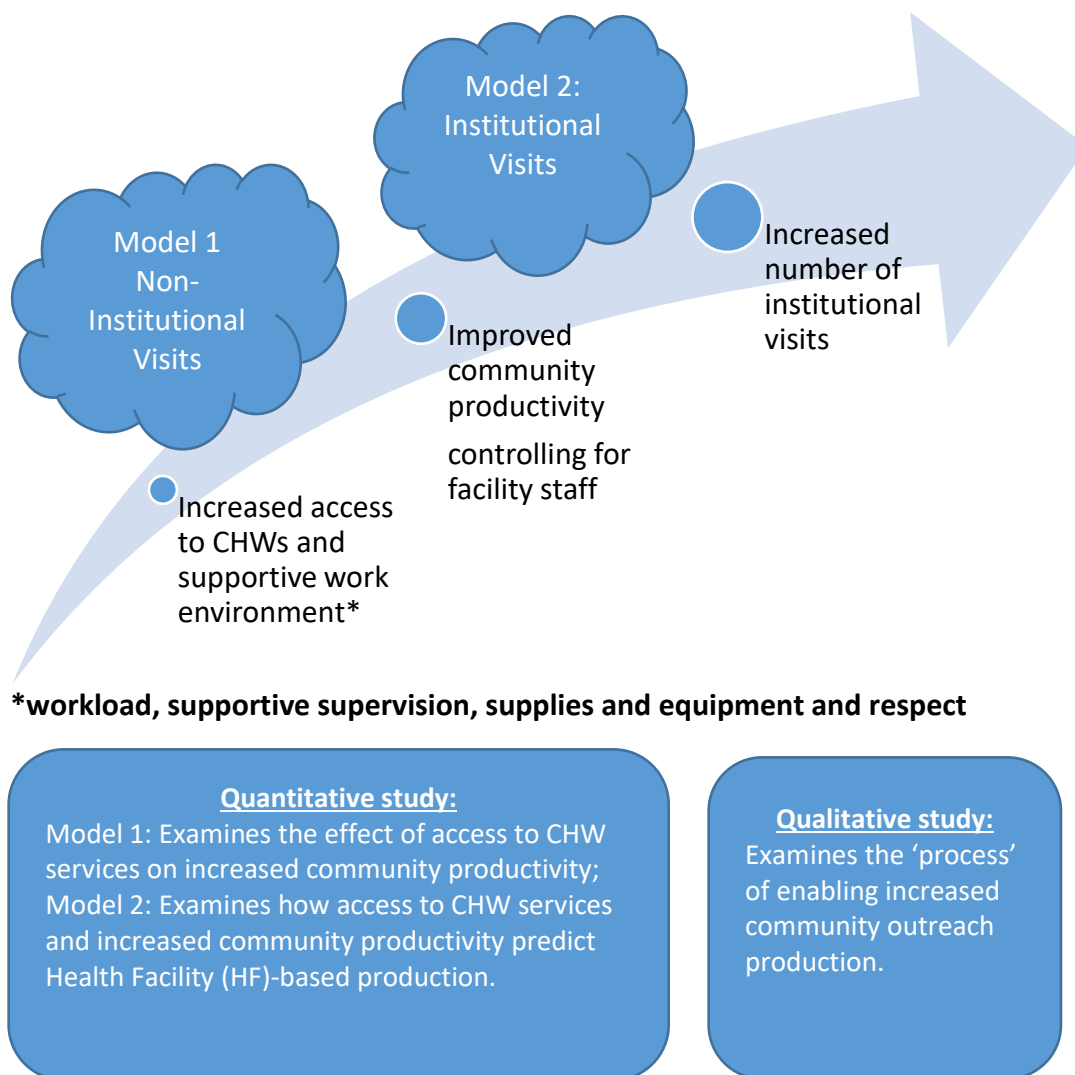 Model 2:
Institutional
Visits
Model 1
Non-
Institutional
Visits
Increased
number of
institutional
visits
Improved
community
productivity
controlling for
facility staff
Increased access
to CHWs and
supportive work
environment*
*workload, supportive supervision, supplies and equipment and respect
Quantitative study:
Model 1: Examines the effect of access to CHW
services on increased community productivity;
Model 2: Examines how access to CHW services
and increased community productivity predict
Health Facility (HF)-based production.
Qualitative study:
Examines the ‘process’
of enabling increased
community outreach
production.